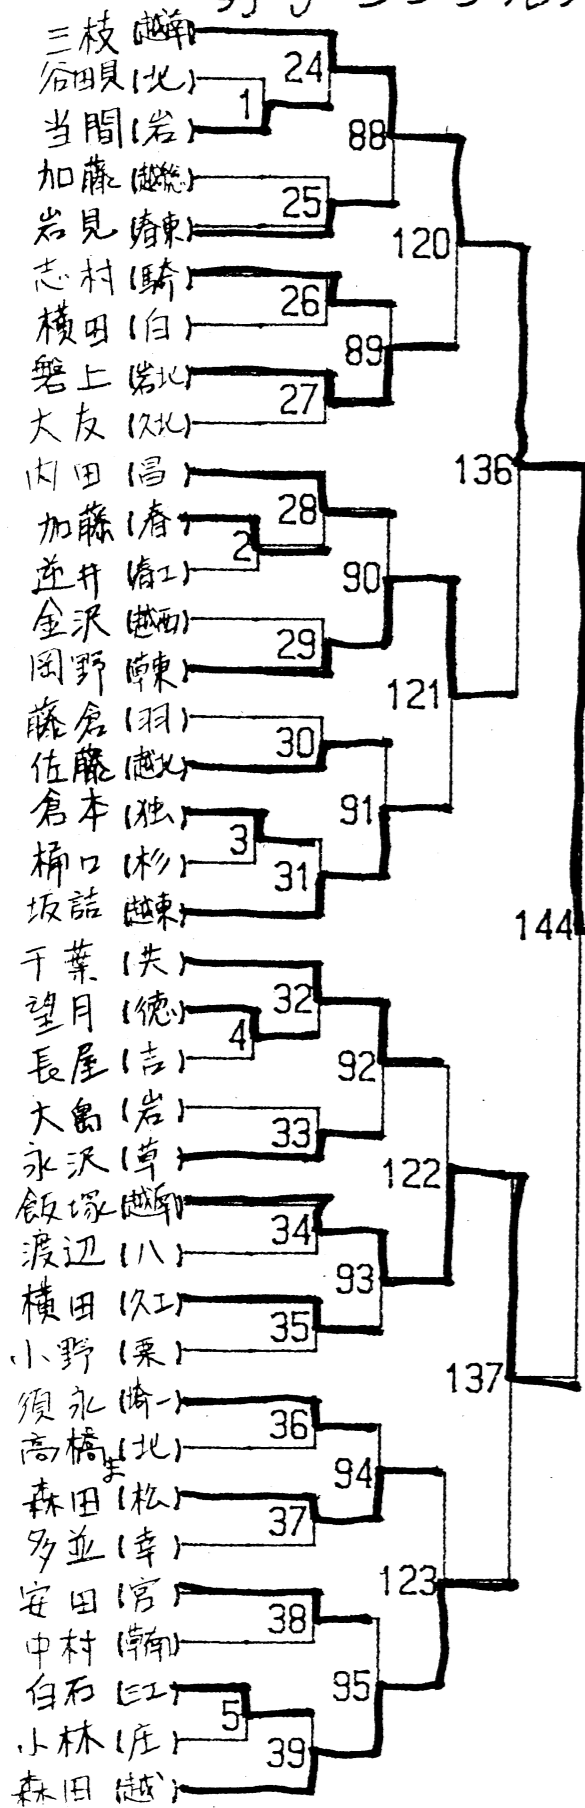 三枝(越南)
谷田貝(北)
当間(岩)
加藤(越総)
岩見(春東)
志村(騎)
横田(白)
磐上(岩北)
大友(久北)
内田(昌)
加藤(春)
逆井(春工)
金沢(越西)
岡野(草東)
藤倉(羽)
佐藤(越北)
倉本(独)
桶口(杉)
坂詰(越東)
千葉(共)
望月(徳)
長屋(吉)
大島(岩)
永沢(草)
飯塚(越南)
渡辺(八)
横田(久工)
小野(栗)
須永(埼一)
高橋ま(北)
森田(松)
多並(幸)
安田(宮)
中村(草南)
白石(三工)
小林(庄)
森田(越)
1
2
3
4
5
24
25
26
27
28
29
30
31
32
33
34
35
36
37
38
39
88
89
90
91
92
93
94
95
120
121
122
123
136
137
144